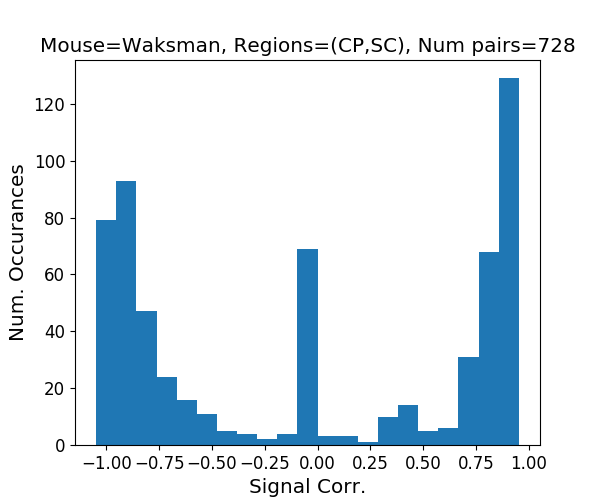 Mouse=Waksman, Regions=(CP,SC), Num pairs=728
120
100
80
60
40
20
0
Num. Occurances
−1.00 −0.75 −0.50 −0.25 0.00 0.25 0.50 0.75 1.00
Signal Corr.